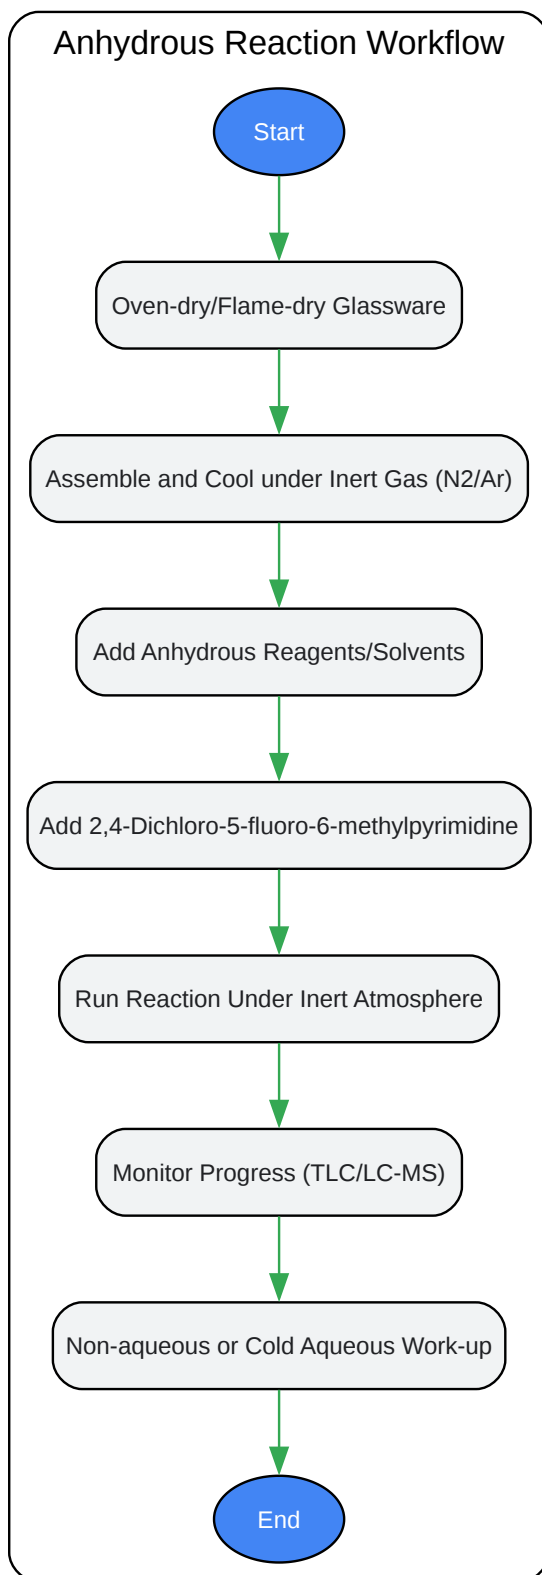 Anhydrous Reaction Workflow
Start
Oven-dry/Flame-dry Glassware
Assemble and Cool under Inert Gas (N2/Ar)
Add Anhydrous Reagents/Solvents
Add 2,4-Dichloro-5-fluoro-6-methylpyrimidine
Run Reaction Under Inert Atmosphere
Monitor Progress (TLC/LC-MS)
Non-aqueous or Cold Aqueous Work-up
End